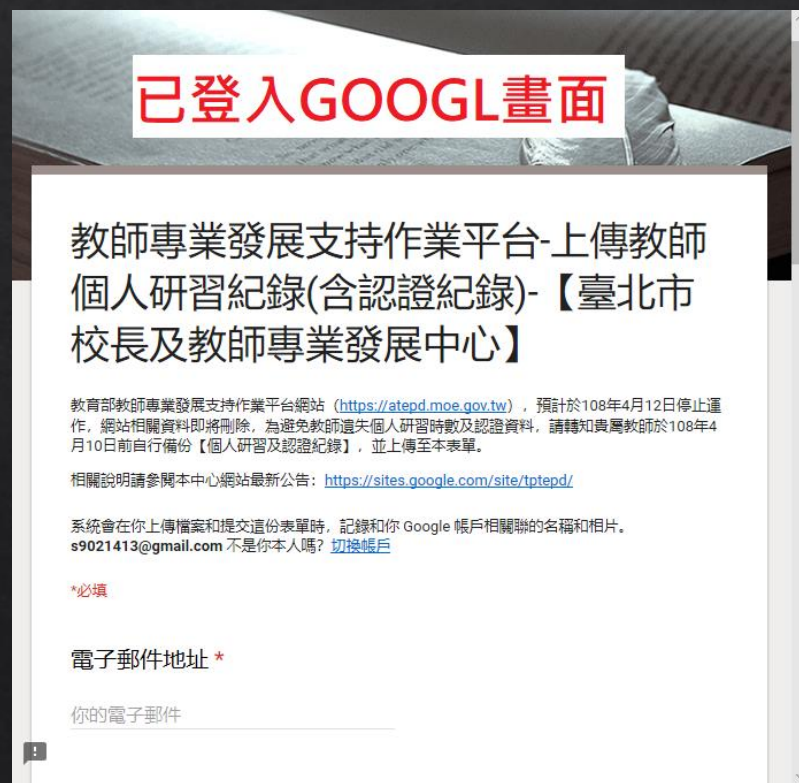 已登入GOOGL畫面
教師專業發展支持作業平台-上傳教師
個人研習紀錄(含認證紀錄)-【臺北市
校長及教師專業發展中心】
教育部教師專業發展支持作業平台網站（https://atepd.moe.gov.tw），預計於108年4月12日停止運
作，網站相關資料即將刪除，為避免教師遺失個人研習時數及認證資料，請轉知貴屬教師於108年4
月10日前自行備份【個人研習及認證紀錄】，並上傳至本表單。
相關說明請參閱本中心網站最新公告：https://sites.google.com/site/tptepd/
系統會在你上傳檔案和提交這份表單時，記錄和你 Google 帳戶相關聯的名稱和相片。
s9021413@gmail.com 不是你本人嗎？切換帳戶
*必填
電子郵件地址 *
你的電子郵件